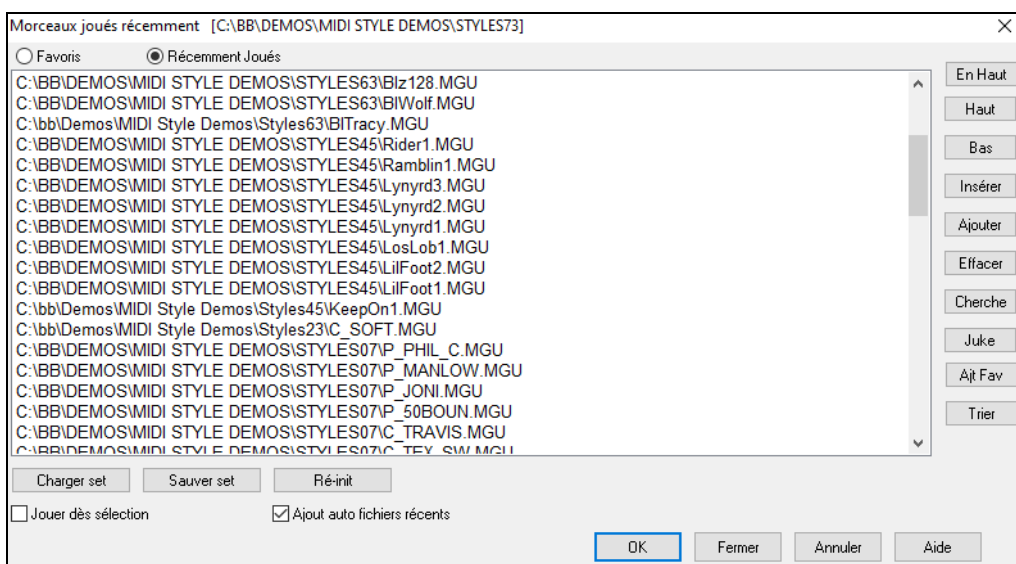 Morceaux joués récemment [C:\BB\DEMOS\MIDI STYLE DEMOS\STYLES73]
Favoris Récemment Joués
C:\BB\DEMOS\MIDI STYLE DEMOS\STYLES63\Blz128.MGU
C:\BB\DEMOS\MIDI STYLE DEMOS\STYLES63\BlWolf.MGU
C:\bb\Demos\MIDI Style Demos\Styles63\BlTracy.MGU
C:\BB\DEMOS\MIDI STYLE DEMOS\STYLES45\Rider1.MGU
C:\BB\DEMOS\MIDI STYLE DEMOS\STYLES45\Ramblin1.MGU
C:\BB\DEMOS\MIDI STYLE DEMOS\STYLES45\Lynyrd3.MGU
C:\BB\DEMOS\MIDI STYLE DEMOS\STYLES45\Lynyrd2.MGU
C:\BB\DEMOS\MIDI STYLE DEMOS\STYLES45\Lynyrd1.MGU
C:\BB\DEMOS\MIDI STYLE DEMOS\STYLES45\LosLob1.MGU
C:\BB\DEMOS\MIDI STYLE DEMOS\STYLES45\LilFoot2.MGU
C:\BB\DEMOS\MIDI STYLE DEMOS\STYLES45\LilFoot1.MGU
C:\bb\Demos\MIDI Style Demos\Styles45\KeepOn1.MGU
C:\bb\Demos\MIDI Style Demos\Styles23\C_SOFT.MGU
C:\BB\DEMOS\MIDI STYLE DEMOS\STYLES07\P_PHIL_C.MGU
C:\BB\DEMOS\MIDI STYLE DEMOS\STYLES07\P_MANLOW.MGU
C:\BB\DEMOS\MIDI STYLE DEMOS\STYLES07\P_JONI.MGU
C:\BB\DEMOS\MIDI STYLE DEMOS\STYLES07\P_50BOUN.MGU
C:\BB\DEMOS\MIDI STYLE DEMOS\STYLES07\C_TRAVIS.MGU
C:\BB\DEMOS\MIDI STYLE DEMOS\STYLES07\C_TEX_SW.MGU
En Haut
Haut
Bas
Insérer
Ajouter
Effacer
Cherche
Juke
Ajt Fav
Trier
Charger set Sauver set Ré-init
Jouer dès sélection Ajout auto fichiers récents
OK Fermer Annuler Aide